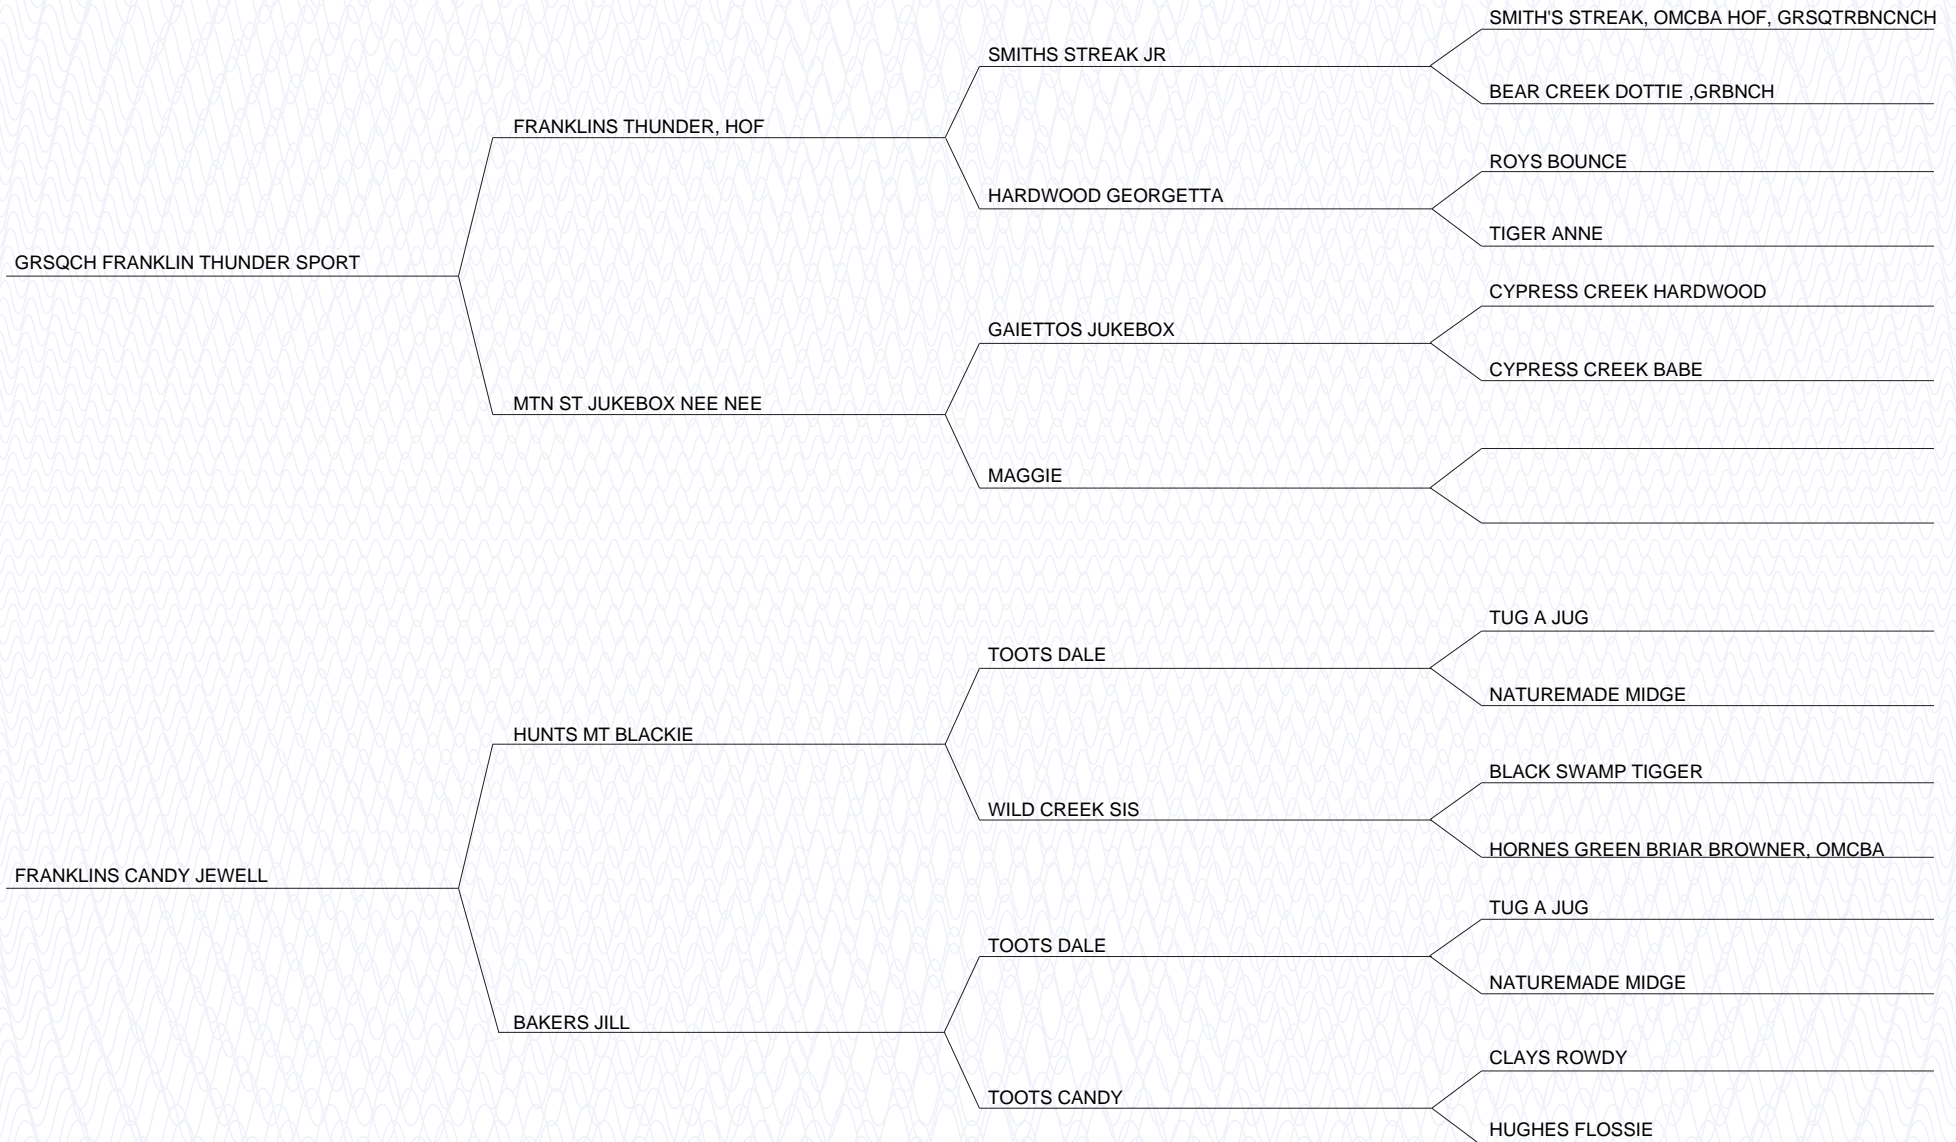 SMITH'S STREAK, OMCBA HOF, GRSQTRBNCNCH
SMITHS STREAK JR
BEAR CREEK DOTTIE ,GRBNCH
FRANKLINS THUNDER, HOF
ROYS BOUNCE
HARDWOOD GEORGETTA
TIGER ANNE
GRSQCH FRANKLIN THUNDER SPORT
CYPRESS CREEK HARDWOOD
GAIETTOS JUKEBOX
CYPRESS CREEK BABE
MTN ST JUKEBOX NEE NEE
MAGGIE
TUG A JUG
TOOTS DALE
NATUREMADE MIDGE
HUNTS MT BLACKIE
BLACK SWAMP TIGGER
WILD CREEK SIS
HORNES GREEN BRIAR BROWNER, OMCBA
FRANKLINS CANDY JEWELL
TUG A JUG
TOOTS DALE
NATUREMADE MIDGE
BAKERS JILL
CLAYS ROWDY
TOOTS CANDY
HUGHES FLOSSIE